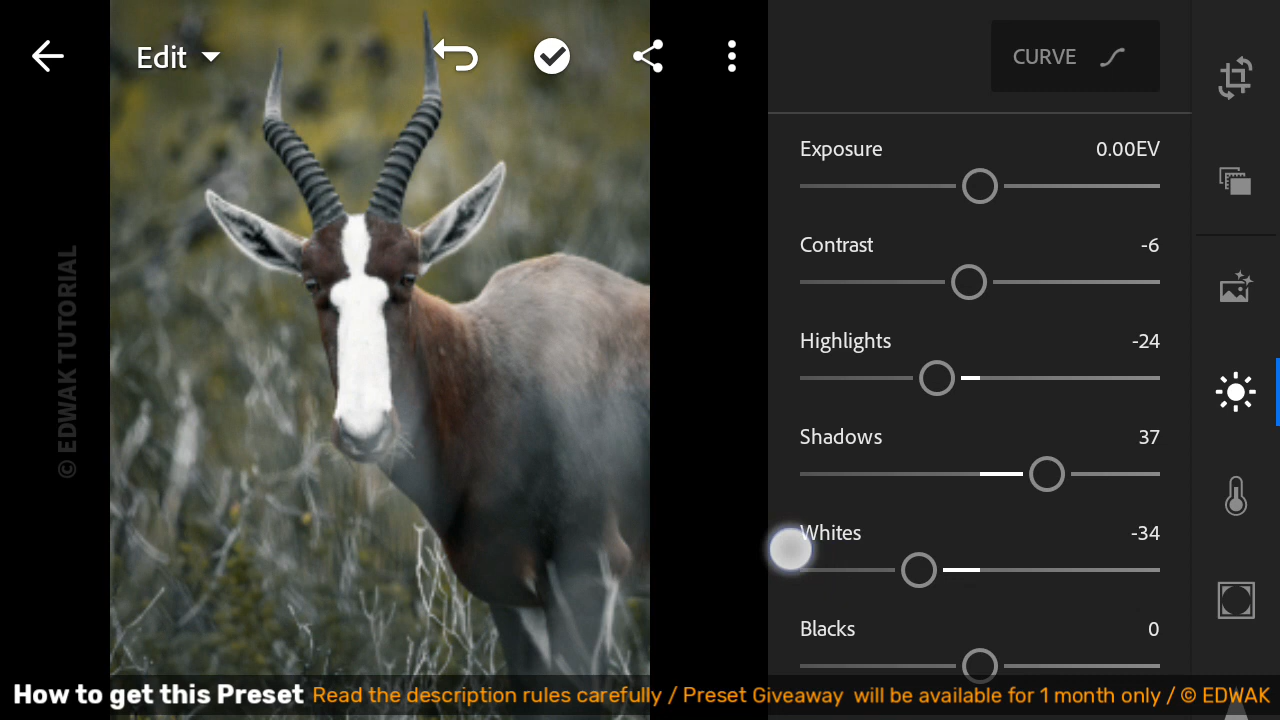 Edit
CURVE
Exposure 0.00EV
Contrast -6
Highlights -24
Shadows 37
Whites -34
Blacks 0
© EDWAK TUTORIAL
How to get this Preset Read the description rules carefully / Preset Giveaway will be available for 1 month only / © EDWAK